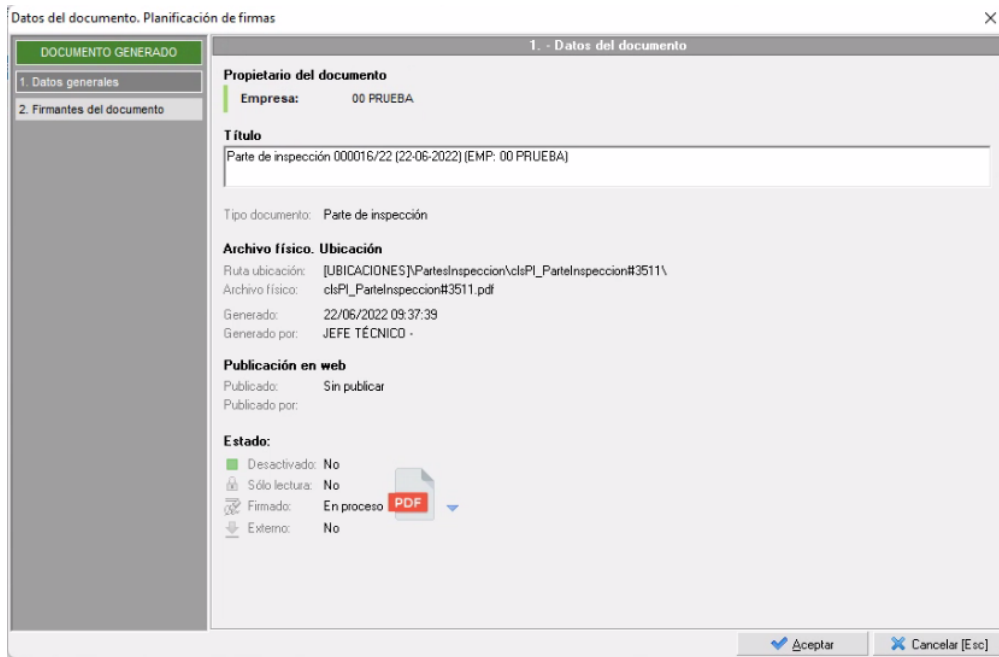 Datos del documento. Planificación de firmas
DOCUMENTO GENERADO
1. Datos generales
2. Firmantes del documento
1. - Datos del documento
Propietario del documento
Empresa: 00 PRUEBA
Título
Parte de inspección 000016/22 (22-06-2022) (EMP: 00 PRUEBA)
Tipo documento: Parte de inspección
Archivo físico. Ubicación
Ruta ubicación: [UBICACIONES]\PartesInspeccion\clsPI_ParteInspeccion#3511\
Archivo físico: clsPI_ParteInspeccion#3511.pdf
Generado: 22/06/2022 09:37:39
Generado por: JEFE TÉCNICO -
Publicación en web
Publicado: Sin publicar
Publicado por:
Estado:
Desactivado: No
Sólo lectura: No
Firmado: En proceso PDF
Externo: No
Aceptar Cancelar [Esc]